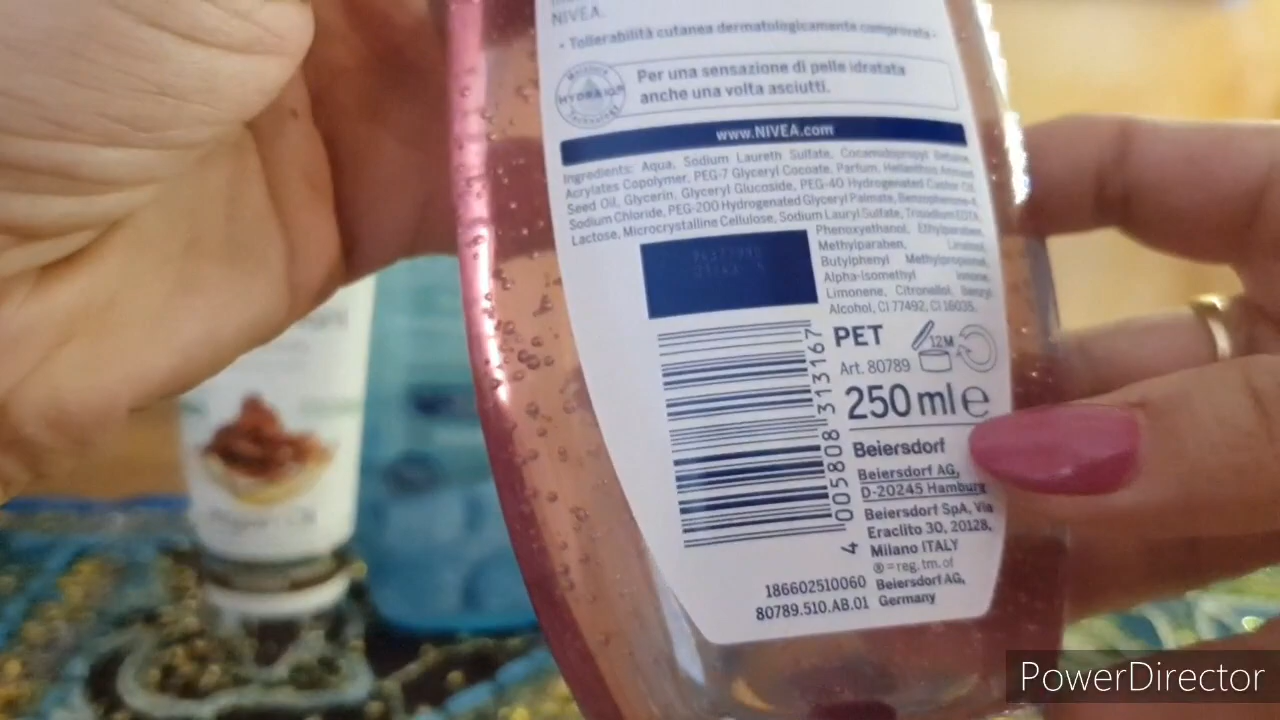 NIVEA.
• Tollerabilità cutanea dermatologicamente comprovata.
HYDRA IQ
Per una sensazione di pelle idratata
anche una volta asciutti.
www.NIVEA.com
Ingredients: Aqua, Sodium Laureth Sulfate, Cocamidopropyl Betaine,
Acrylates Copolymer, PEG-7 Glyceryl Cocoate, Parfum, Helianthus Annuus
Seed Oil, Glycerin, Glyceryl Glucoside, PEG-40 Hydrogenated Castor Oil,
Sodium Chloride, PEG-200 Hydrogenated Glyceryl Palmate, Benzophenone-4,
Lactose, Microcrystalline Cellulose, Sodium Lauryl Sulfate, Trisodium EDTA,
Phenoxyethanol, Ethylparaben,
Methylparaben, Linalool,
Butylphenyl Methylpropional,
Alpha-Isomethyl Ionone,
Limonene, Citronellol, Benzyl
Alcohol, CI 77492, CI 16035.
PET
12M
Art. 80789
250 ml e
4 005808 313167
Beiersdorf
Beiersdorf AG,
D-20245 Hamburg
Beiersdorf SpA, Via
Eraclito 30, 20128,
Milano ITALY
®=reg. tm. of
Beiersdorf AG,
Germany
186602510060
80789.510.AB.01
PowerDirector